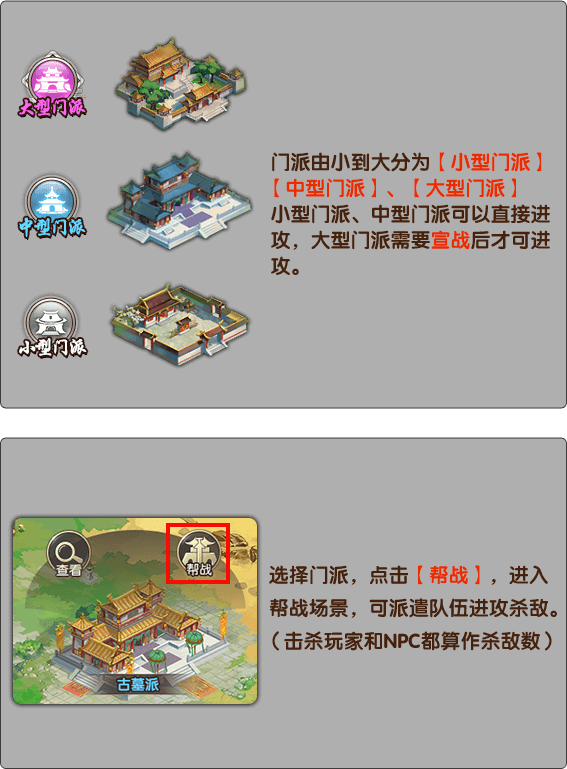 大型门派
中型门派
小型门派
门派由小到大分为【小型门派】
【中型门派】、【大型门派】
小型门派、中型门派可以直接进
攻，大型门派需要宣战后才可进
攻。
查看
帮战
古墓派
选择门派，点击【帮战】，进入
帮战场景，可派遣队伍进攻杀敌。
（击杀玩家和NPC都算作杀敌数）